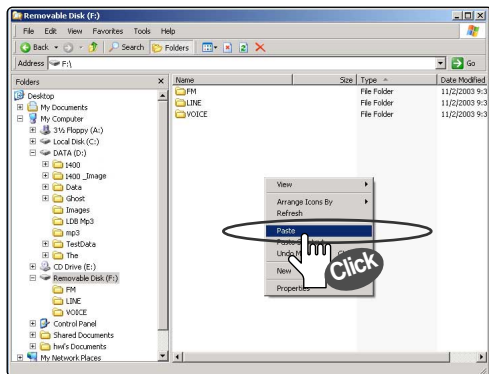 Removable Disk (F:)
File Edit View Favorites Tools Help
Back Search Folders
Address F:\ Go
Folders
Desktop
My Documents
My Computer
3½ Floppy (A:)
Local Disk (C:)
DATA (D:)
1400
1400 _Image
Data
Ghost
Images
LDB Mp3
mp3
TestData
The
CD Drive (E:)
Removable Disk (F:)
FM
LINE
VOICE
Control Panel
Shared Documents
hwi's Documents
My Network Places
Name Size Type Date Modified
FM File Folder 11/2/2003 9:3
LINE File Folder 11/2/2003 9:3
VOICE File Folder 11/2/2003 9:3
View
Arrange Icons By
Refresh
Paste
Paste
Undo
New
Properties
Click